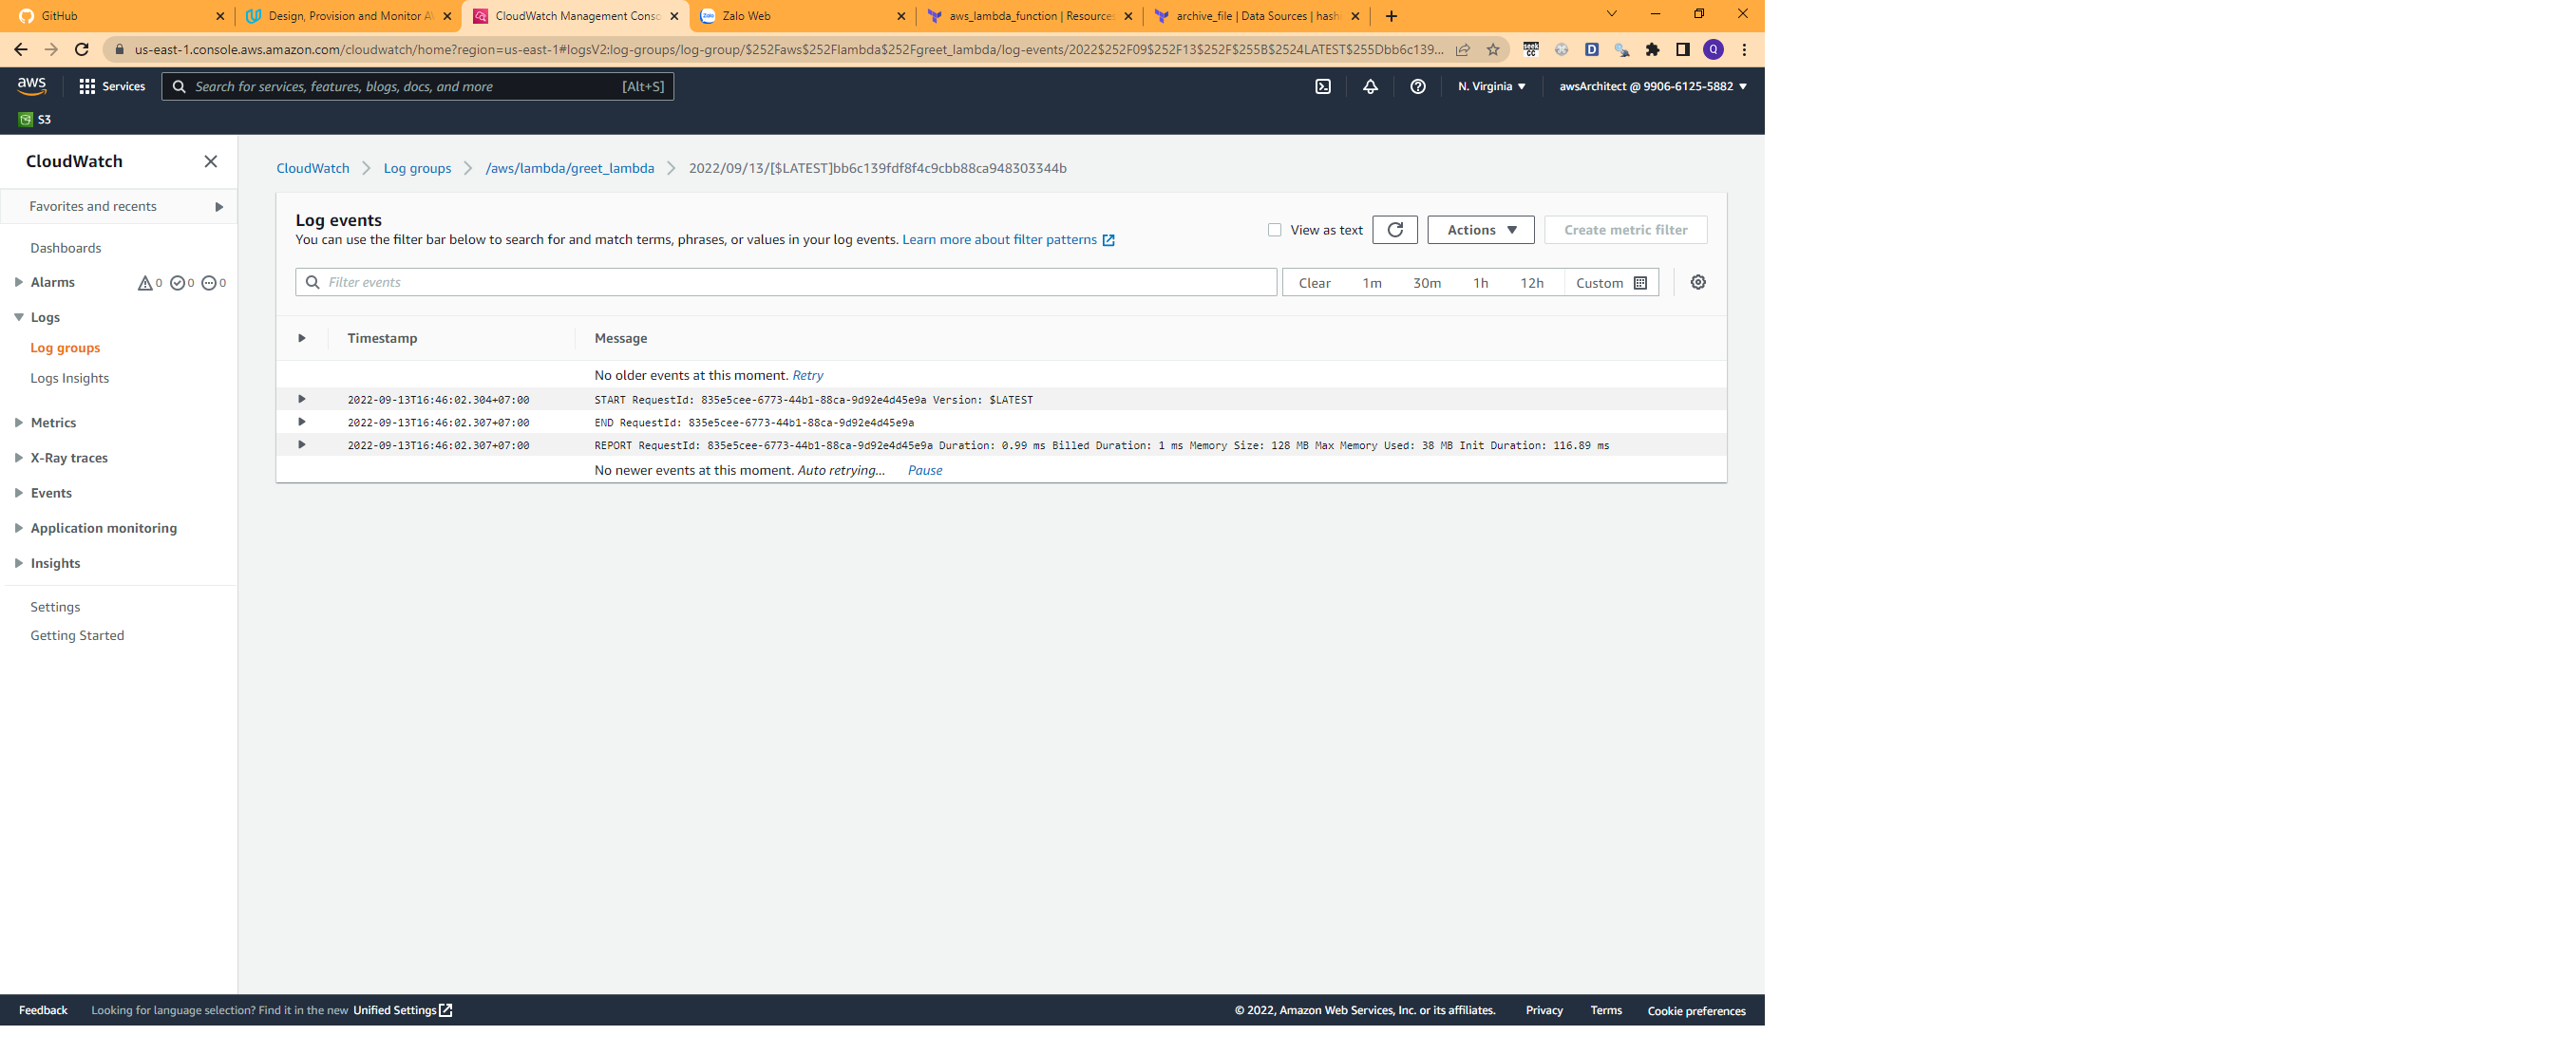 GitHub
Design, Provision and Monitor A
CloudWatch Management Conso
Zalo Web
aws_lambda_function | Resources
archive_file | Data Sources | hash
us-east-1.console.aws.amazon.com/cloudwatch/home?region=us-east-1#logsV2:log-groups/log-group/$252Faws$252Flambda$252Fgreet_lambda/log-events/2022$252F09$252F13$252F$255B$2524LATEST$255Dbb6c139...
Q
aws
Services
Search for services, features, blogs, docs, and more
[Alt+S]
N. Virginia
awsArchitect @ 9906-6125-5882
S3
CloudWatch
Favorites and recents
Dashboards
Alarms
0
0
0
Logs
Log groups
Logs Insights
Metrics
X-Ray traces
Events
Application monitoring
Insights
Settings
Getting Started
CloudWatch
Log groups
/aws/lambda/greet_lambda
2022/09/13/[$LATEST]bb6c139fdf8f4c9cbb88ca948303344b
Log events
You can use the filter bar below to search for and match terms, phrases, or values in your log events. Learn more about filter patterns
View as text
Actions
Create metric filter
Filter events
Clear
1m
30m
1h
12h
Custom
Timestamp
Message
No older events at this moment. Retry
2022-09-13T16:46:02.304+07:00 START RequestId: 835e5cee-6773-44b1-88ca-9d92e4d45e9a Version: $LATEST
2022-09-13T16:46:02.307+07:00 END RequestId: 835e5cee-6773-44b1-88ca-9d92e4d45e9a
2022-09-13T16:46:02.307+07:00 REPORT RequestId: 835e5cee-6773-44b1-88ca-9d92e4d45e9a Duration: 0.99 ms Billed Duration: 1 ms Memory Size: 128 MB Max Memory Used: 38 MB Init Duration: 116.89 ms
No newer events at this moment. Auto retrying... Pause
Feedback
Looking for language selection? Find it in the new Unified Settings
© 2022, Amazon Web Services, Inc. or its affiliates.
Privacy
Terms
Cookie preferences